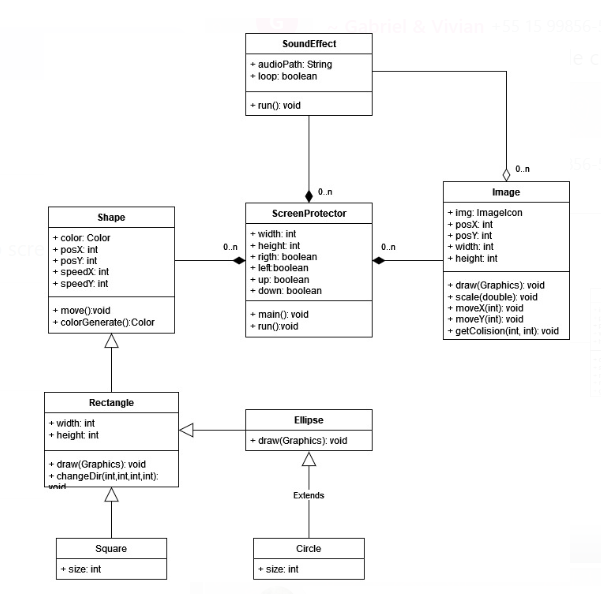 SoundEffect
+ audioPath: String
+ loop: boolean
+ run(): void
0..n
0..n
Image
+ img: ImageIcon
+ posX: int
+ posY: int
+ width: int
+ height: int
+ draw(Graphics): void
+ scale(double): void
+ moveX(int): void
+ moveY(int): void
+ getColision(int, int): void
ScreenProtector
+ width: int
+ height: int
+ rigth: boolean
+ left:boolean
+ up: boolean
+ down: boolean
+ main(): void
+ run():void
0..n
0..n
Shape
+ color: Color
+ posX: int
+ posY: int
+ speedX: int
+ speedY: int
+ move():void
+ colorGenerate():Color
Rectangle
+ width: int
+ height: int
+ draw(Graphics): void
+ changeDir(int,int,int,int):
void
Ellipse
+ draw(Graphics): void
Extends
Square
+ size: int
Circle
+ size: int
Gabriel & Vivian